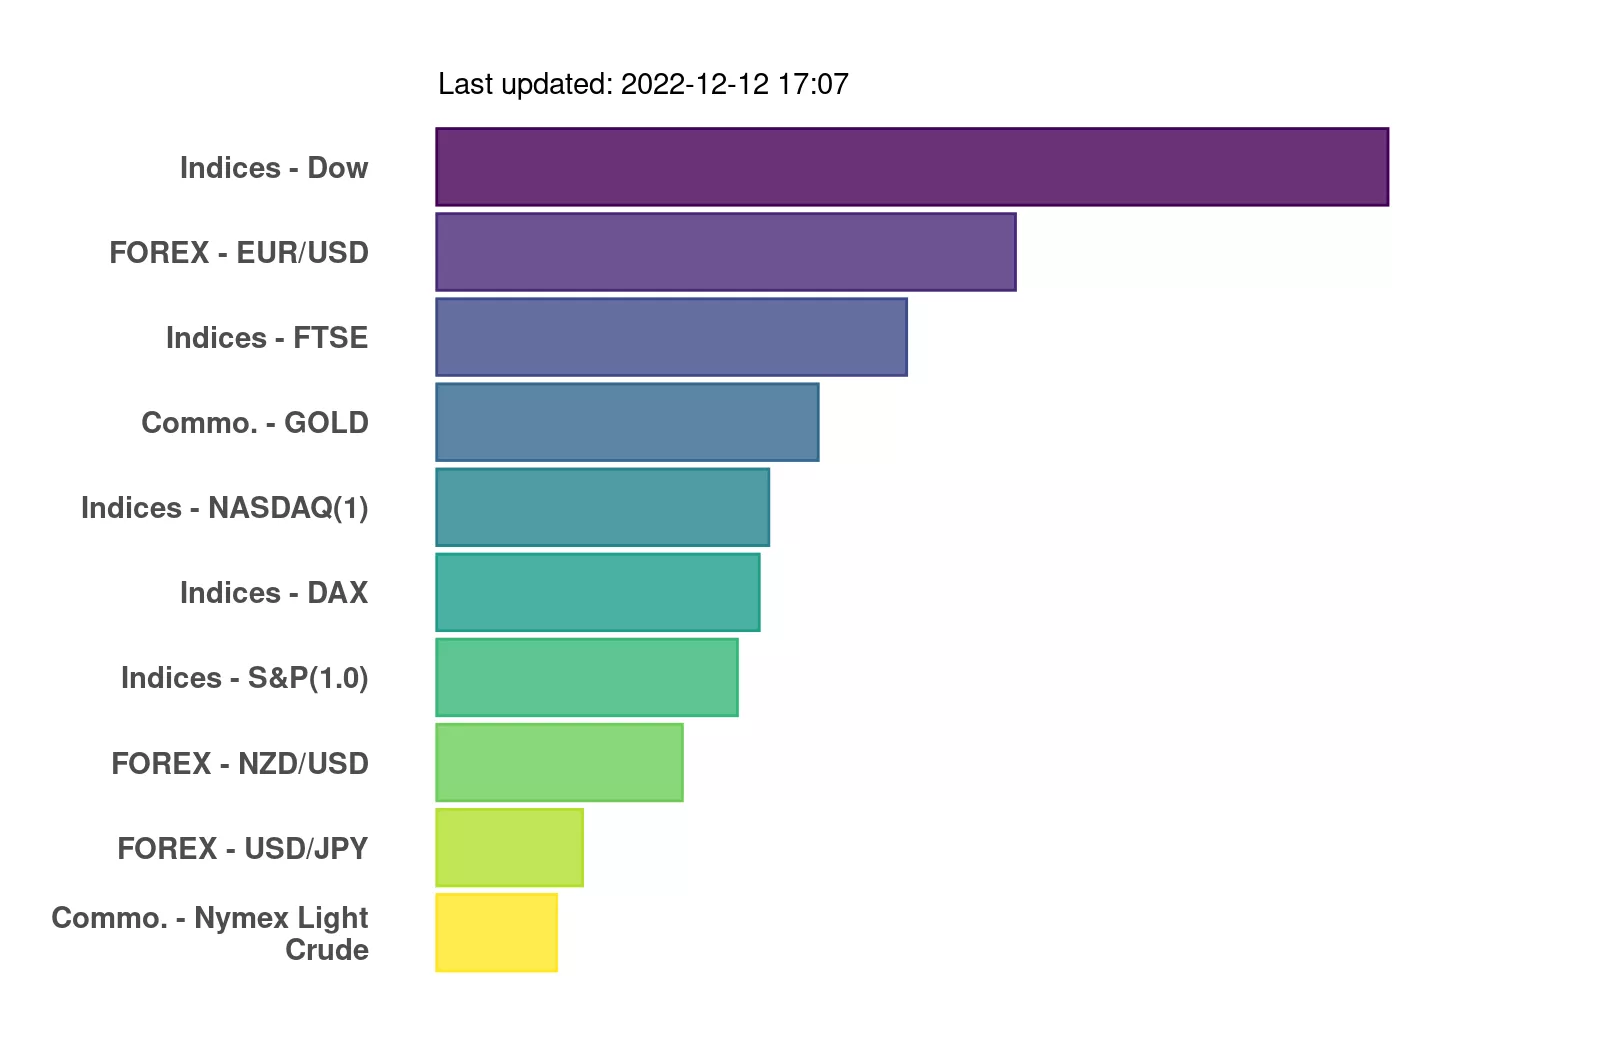 Last updated: 2022-12-12 17:07
Indices - Dow
FOREX - EUR/USD
Indices - FTSE
Commo. - GOLD
Indices - NASDAQ(1)
Indices - DAX
Indices - S&P(1.0)
FOREX - NZD/USD
FOREX - USD/JPY
Commo. - Nymex Light
Crude